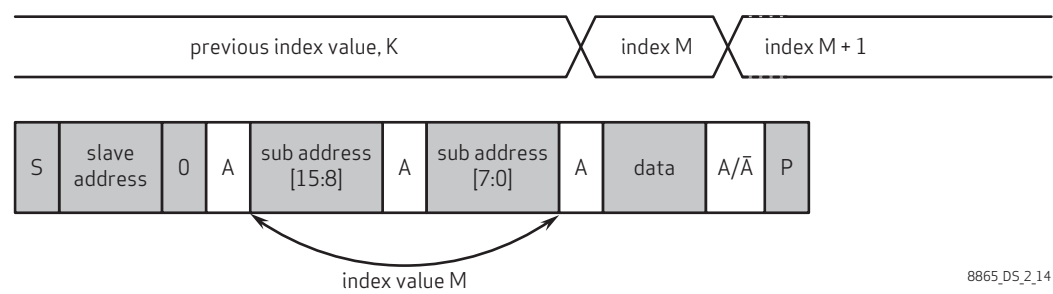 previous index value, K
index M
index M + 1
S
slave
address
0
A
sub address
[15:8]
A
sub address
[7:0]
A
data
A/Ā
P
index value M
8865_DS_2_14